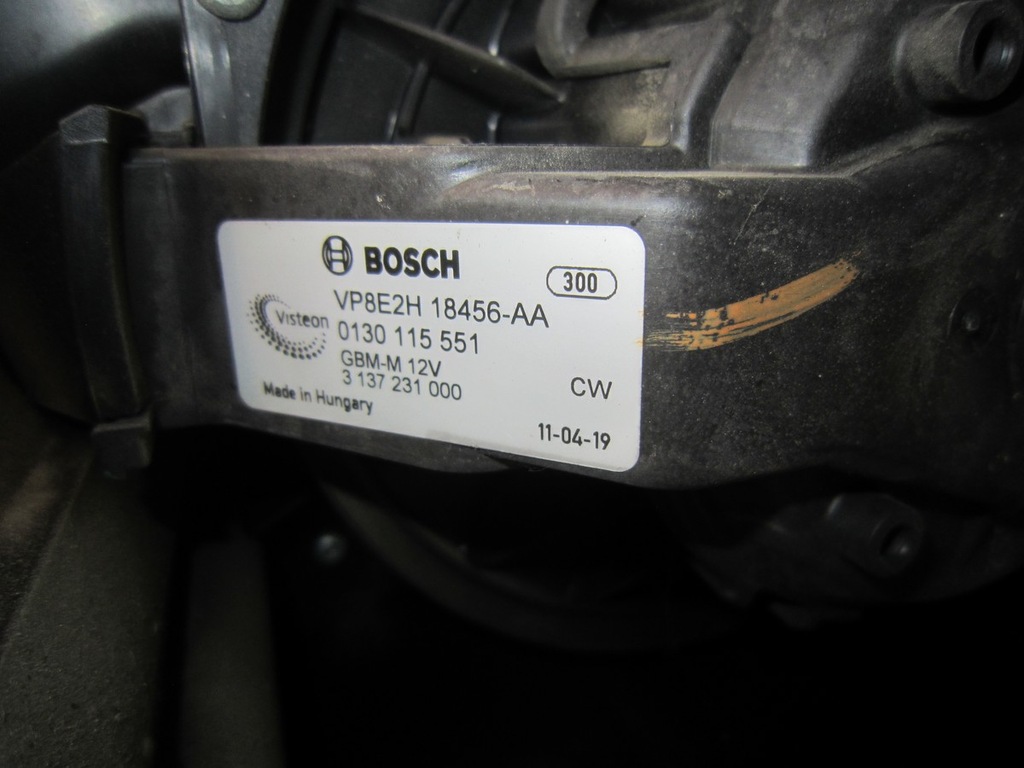 BOSCH
300
VP8E2H 18456-AA
Visteon
0130 115 551
GBM-M 12V
3 137 231 000
CW
Made in Hungary
11-04-19